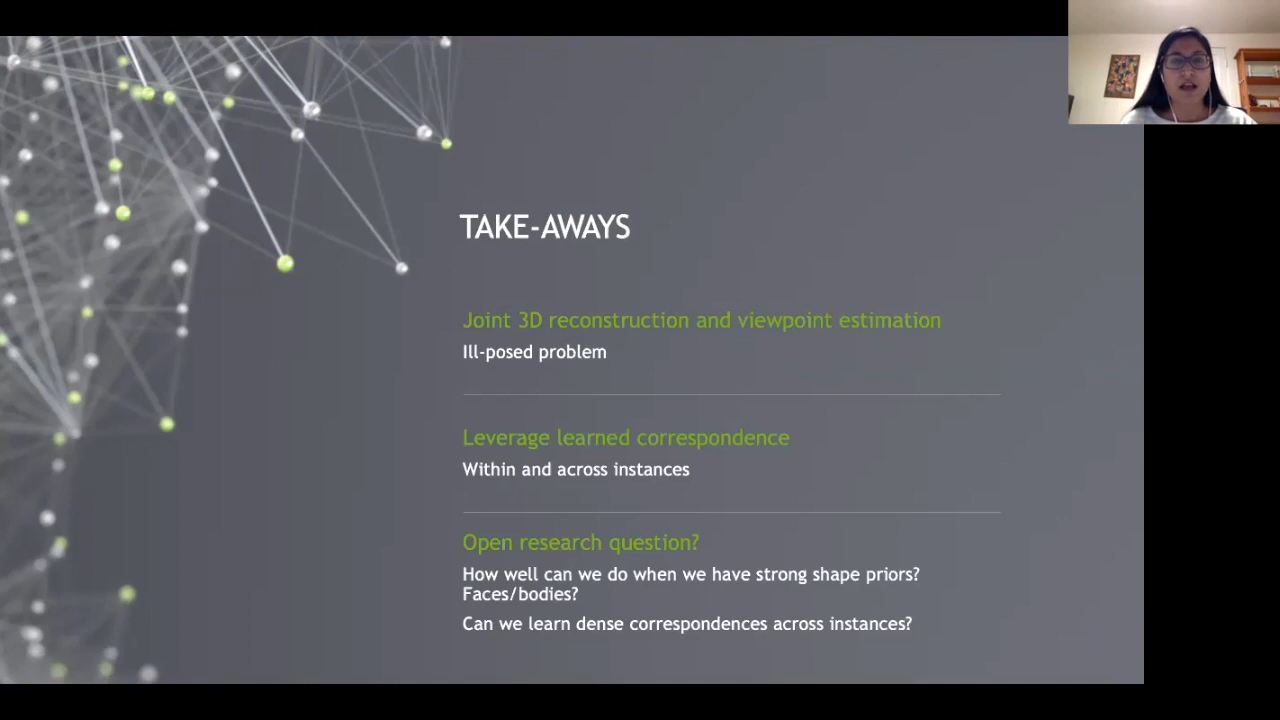 TAKE-AWAYS
Joint 3D reconstruction and viewpoint estimation
Ill-posed problem
Leverage learned correspondence
Within and across instances
Open research question?
How well can we do when we have strong shape priors?
Faces/bodies?
Can we learn dense correspondences across instances?